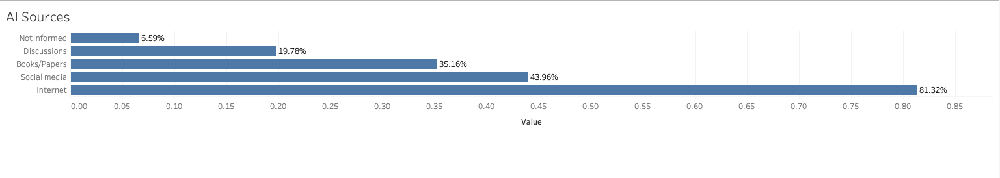 AI Sources
NotInformed 6.59%
Discussions 19.78%
Books/Papers 35.16%
Social media 43.96%
Internet 81.32%
0.00 0.05 0.10 0.15 0.20 0.25 0.30 0.35 0.40 0.45 0.50 0.55 0.60 0.65 0.70 0.75 0.80 0.85
Value